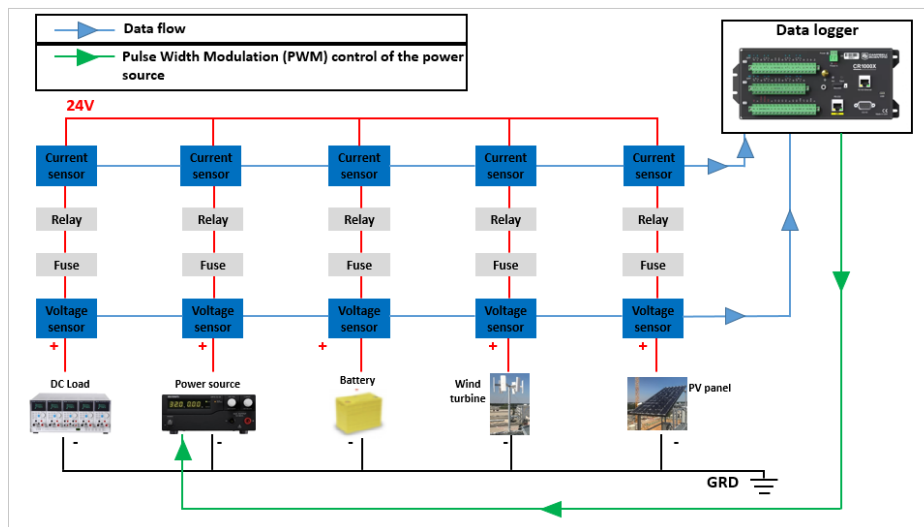 Data flow
Pulse Width Modulation (PWM) control of the power
source
Data logger
CR1000X
24V
Current
sensor
Current
sensor
Current
sensor
Current
sensor
Current
sensor
Relay
Relay
Relay
Relay
Relay
Fuse
Fuse
Fuse
Fuse
Fuse
Voltage
sensor
Voltage
sensor
Voltage
sensor
Voltage
sensor
Voltage
sensor
+
+
+
+
+
DC Load
Power source
Battery
Wind
turbine
PV panel
-
-
-
-
-
-
GRD